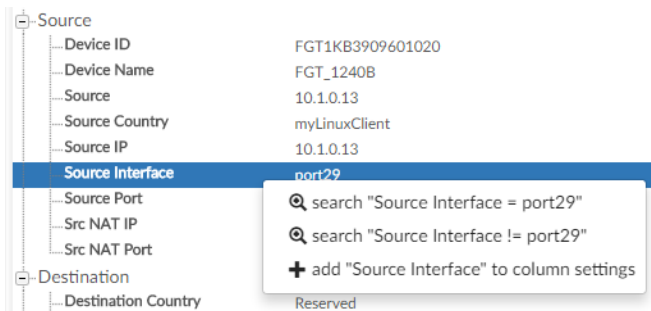 Source
Device ID FGT1KB3909601020
Device Name FGT_1240B
Source 10.1.0.13
Source Country myLinuxClient
Source IP 10.1.0.13
Source Interface port29
Source Port
search "Source Interface = port29"
Src NAT IP
search "Source Interface != port29"
Src NAT Port
add "Source Interface" to column settings
Destination
Destination Country Reserved